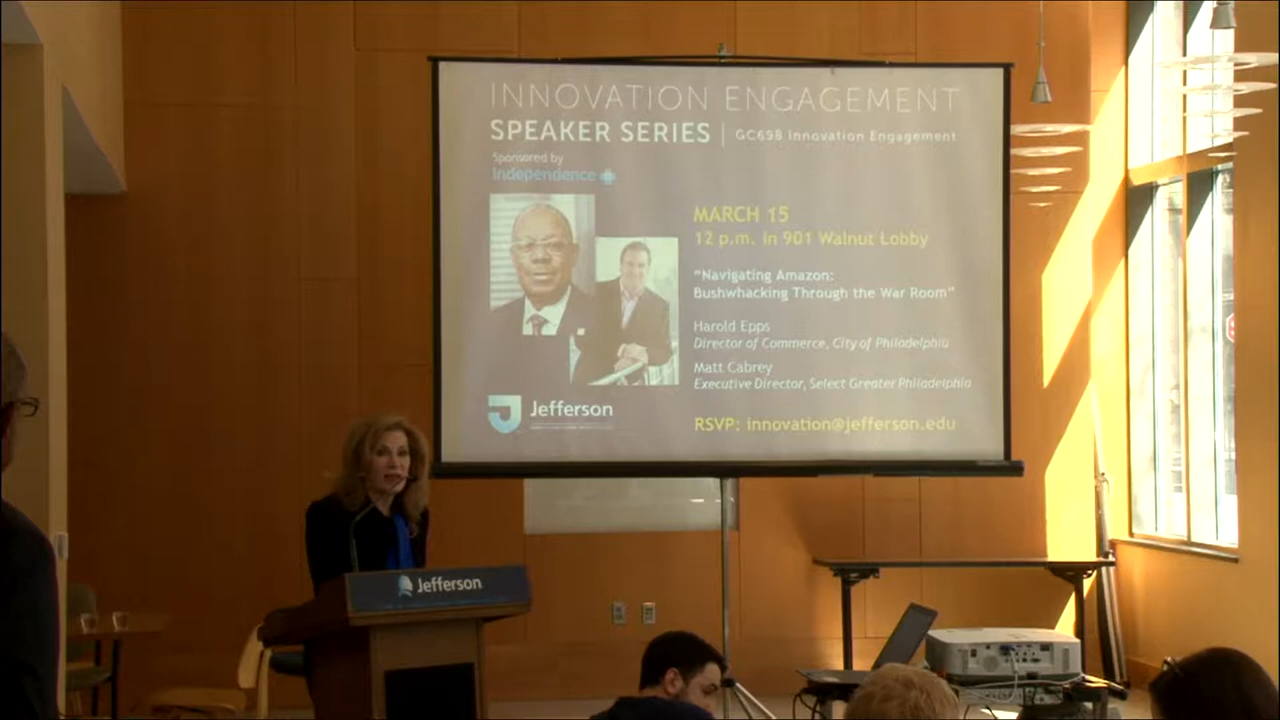 INNOVATION ENGAGEMENT
SPEAKER SERIES | GC698 Innovation Engagement
Sponsored by
Independence
MARCH 15
12 p.m. in 901 Walnut Lobby
“Navigating Amazon:
Bushwhacking Through the War Room”
Harold Epps
Director of Commerce, City of Philadelphia
Matt Cabrey
Executive Director, Select Greater Philadelphia
Jefferson
RSVP: innovation@jefferson.edu
Jefferson